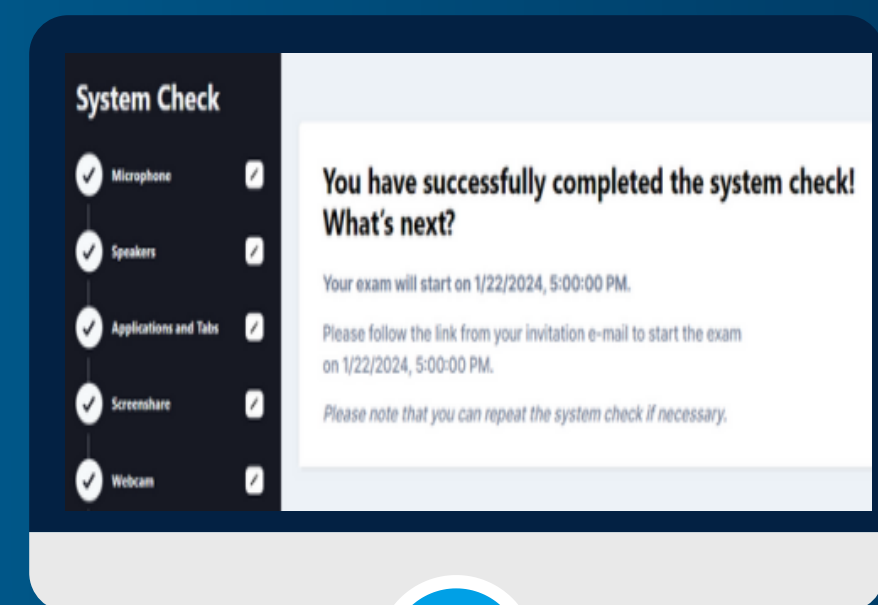 System Check
Microphone
Speakers
Applications and Tabs
Screenshare
Webcam
You have successfully completed the system check!
What's next?
Your exam will start on 1/22/2024, 5:00:00 PM.
Please follow the link from your invitation e-mail to start the exam
on 1/22/2024, 5:00:00 PM.
Please note that you can repeat the system check if necessary.